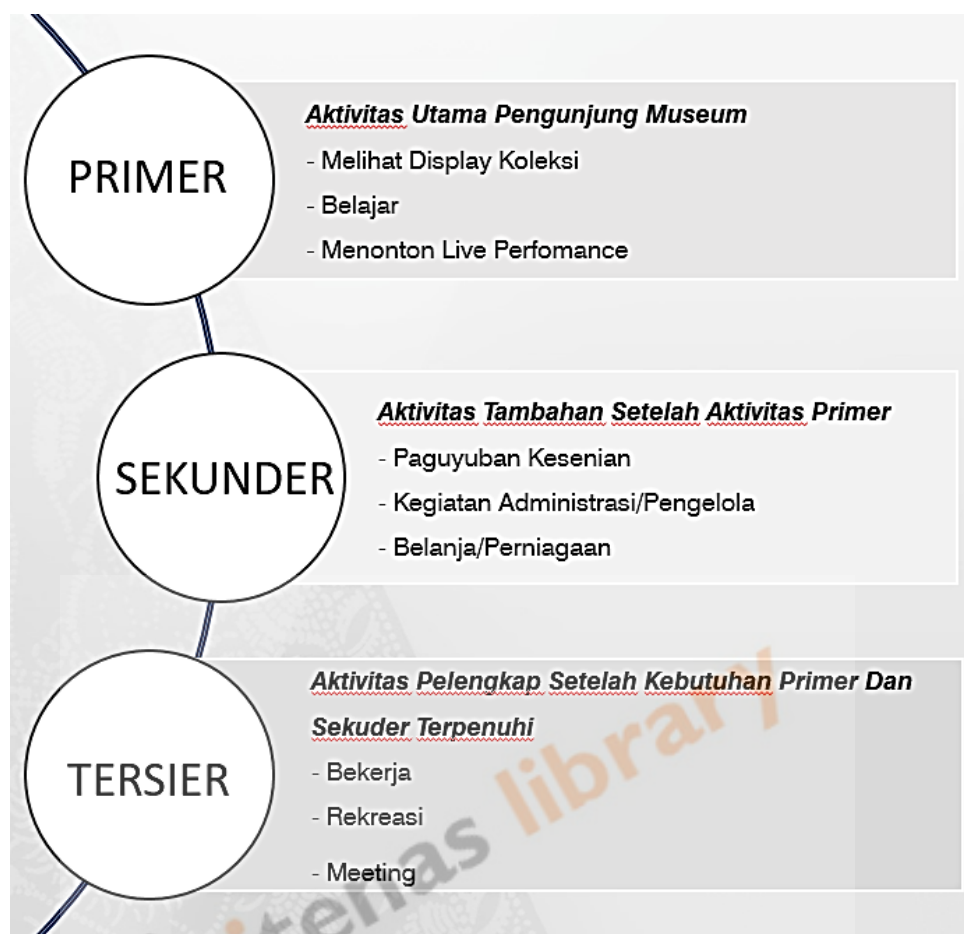 PRIMER
Aktivitas Utama Pengunjung Museum
- Melihat Display Koleksi
- Belajar
- Menonton Live Perfomance
SEKUNDER
Aktivitas Tambahan Setelah Aktivitas Primer
- Paguyuban Kesenian
- Kegiatan Administrasi/Pengelola
- Belanja/Perniagaan
TERSIER
Aktivitas Pelengkap Setelah Kebutuhan Primer Dan
Sekuder Terpenuhi
- Bekerja
- Rekreasi
- Meeting
itenas library